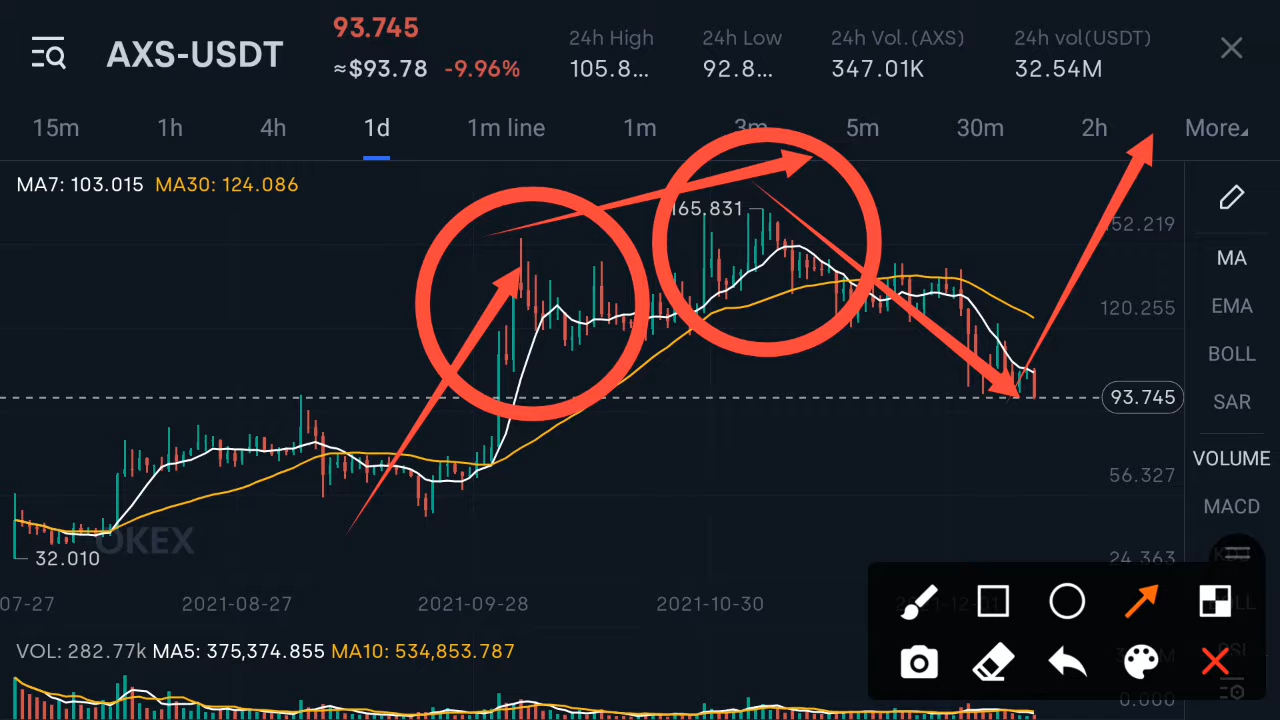 AXS-USDT
93.745
≈$93.78 -9.96%
24h High
105.8...
24h Low
92.8...
24h Vol.(AXS)
347.01K
24h vol(USDT)
32.54M
15m 1h 4h 1d 1m line 1m 3m 5m 30m 2h More
MA7: 103.015 MA30: 124.086
165.831
152.219
MA
EMA
120.255
BOLL
93.745
SAR
VOLUME
56.327
MACD
OKEX
32.010
24.363
07-27 2021-08-27 2021-09-28 2021-10-30
VOL: 282.77k MA5: 375,374.855 MA10: 534,853.787
0.000